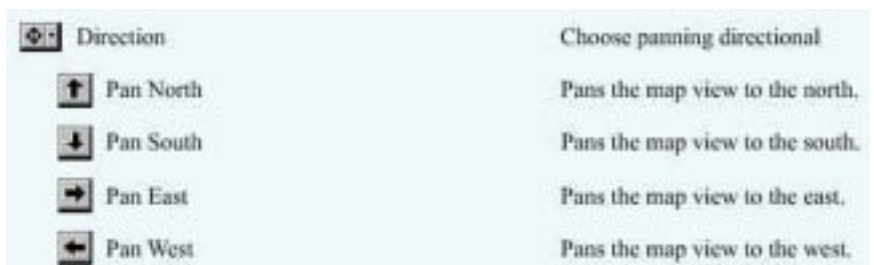 Direction Choose panning directional
Pan North Pans the map view to the north.
Pan South Pans the map view to the south.
Pan East Pans the map view to the east.
Pan West Pans the map view to the west.